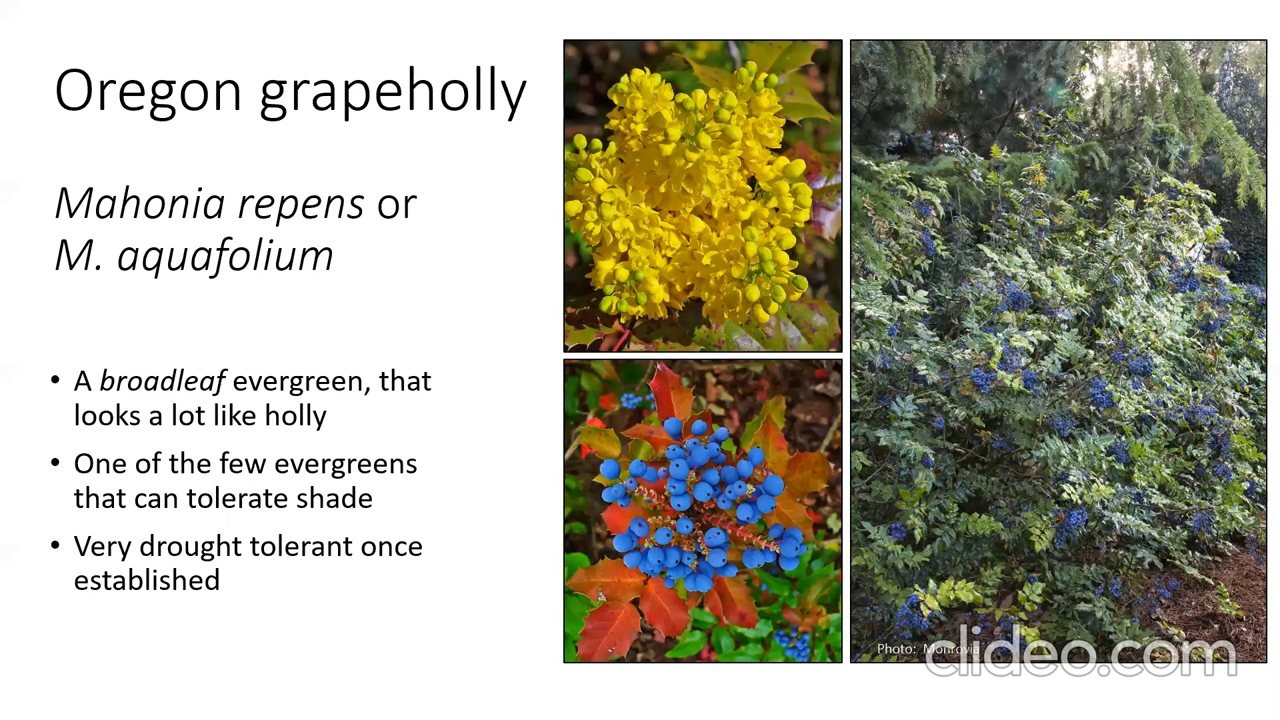 Oregon grapeholly
Mahonia repens or
M. aquafolium
• A broadleaf evergreen, that
looks a lot like holly
• One of the few evergreens
that can tolerate shade
• Very drought tolerant once
established
Photo: Monrovia
clideo.com